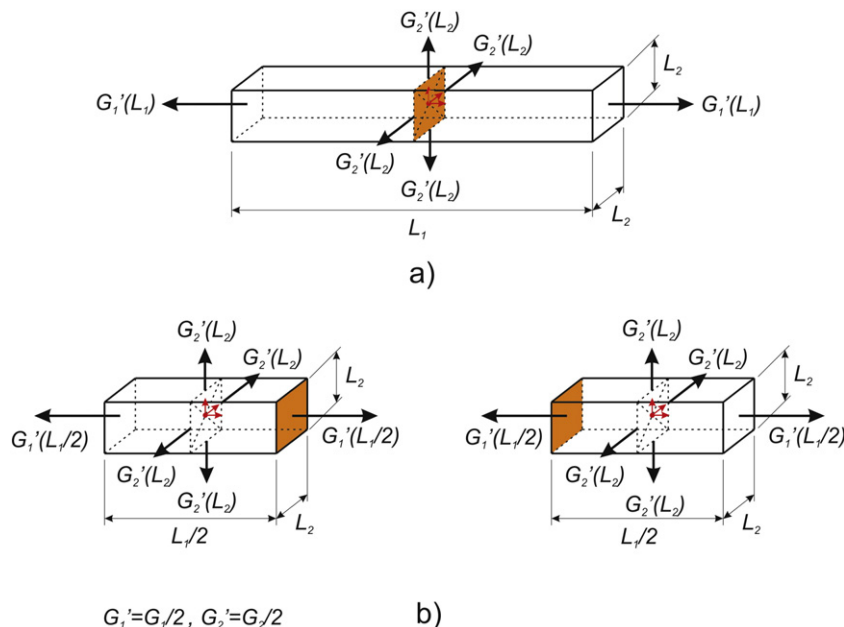 G₂'(L₂)
G₂'(L₂)
L₂
G₁'(L₁)
G₁'(L₁)
G₂'(L₂)
G₂'(L₂)
L₂
L₁
a)
G₂'(L₂)
G₂'(L₂)
L₂
G₁'(L₁/2)
G₁'(L₁/2)
G₂'(L₂)
G₂'(L₂)
L₂
L₁/2
G₂'(L₂)
G₂'(L₂)
L₂
G₁'(L₁/2)
G₁'(L₁/2)
G₂'(L₂)
G₂'(L₂)
L₂
L₁/2
G₁'=G₁/2, G₂'=G₂/2
b)